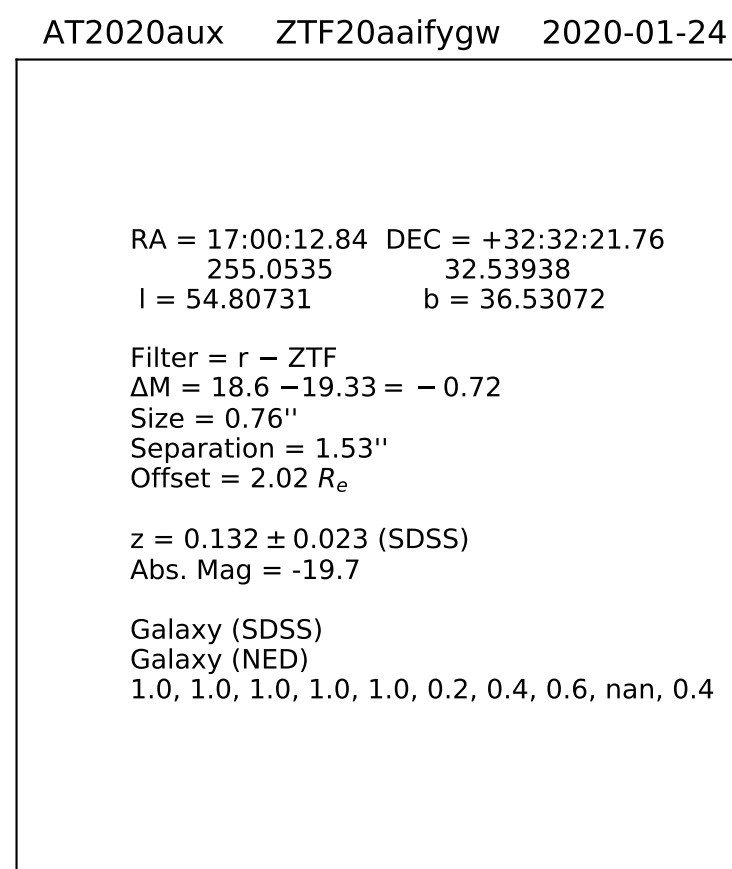 AT2020aux ZTF20aaifygw 2020-01-24
RA = 17:00:12.84 DEC = +32:32:21.76
255.0535 32.53938
l = 54.80731 b = 36.53072
Filter = r − ZTF
ΔM = 18.6 −19.33 = −0.72
Size = 0.76''
Separation = 1.53''
Offset = 2.02 Rₑ
z = 0.132 ± 0.023 (SDSS)
Abs. Mag = -19.7
Galaxy (SDSS)
Galaxy (NED)
1.0, 1.0, 1.0, 1.0, 1.0, 0.2, 0.4, 0.6, nan, 0.4